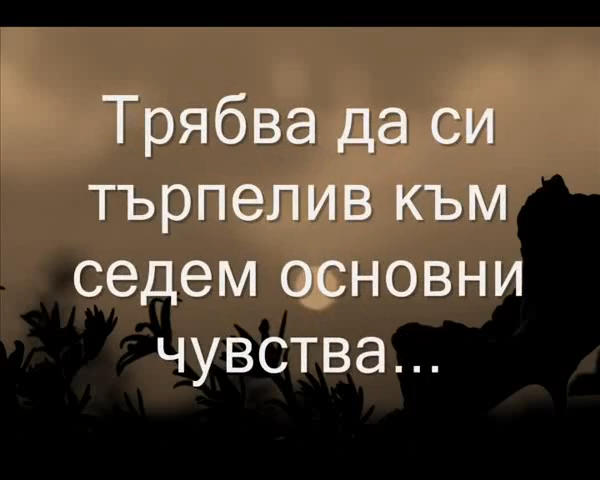 Трябва да си
търпелив към
седем основни
чувства...